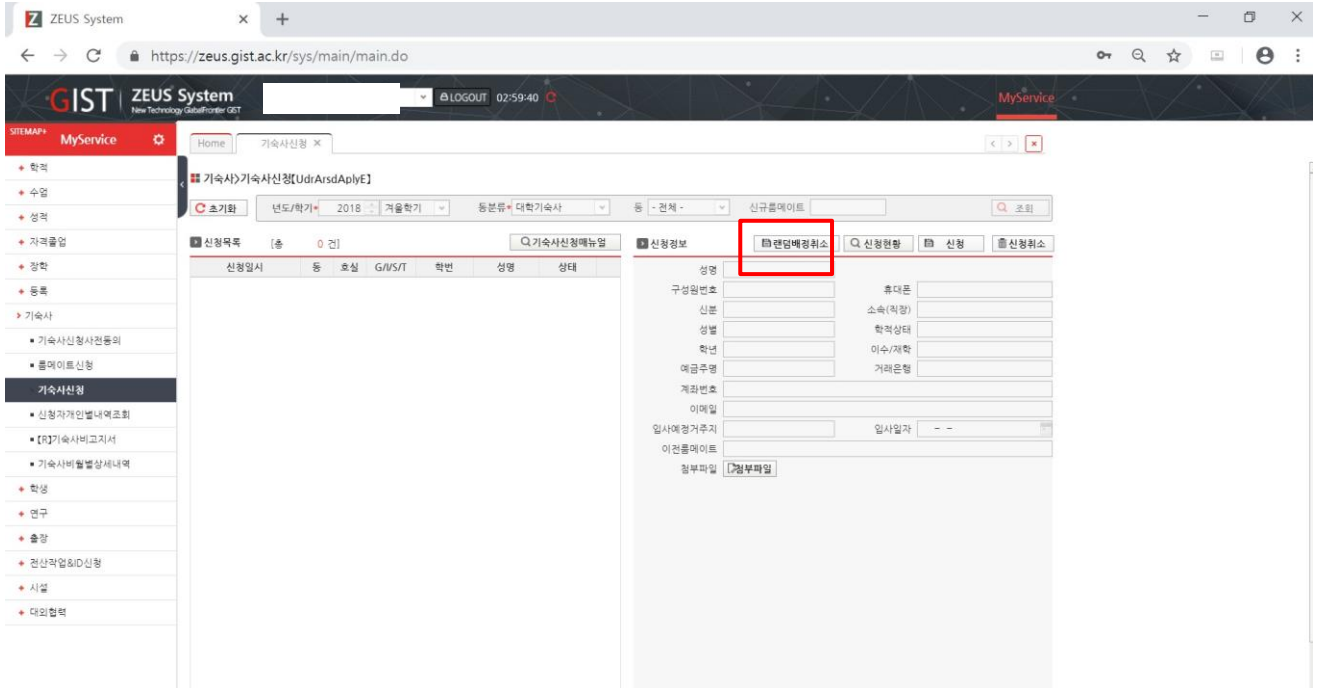 ZEUS System
https://zeus.gist.ac.kr/sys/main/main.do
GIST ZEUS System
New Technology GlobalFrontier GIST
LOGOUT 02:59:40
MyService
SITEMAP+
MyService
Home 기숙사신청
학적
수업
성적
자격졸업
장학
등록
기숙사
기숙사신청사전동의
룸메이트신청
기숙사신청
신청자개인별내역조회
【R】기숙사비고지서
기숙사비월별상세내역
학생
연구
출장
전산작업&ID신청
시설
대외협력
기숙사>기숙사신청【UdrArsdAplyE】
초기화 년도/학기* 2018 겨울학기 동분류* 대학기숙사 동 - 전체 - 신규룸메이트 조회
신청목록 [총 0 건] 기숙사신청매뉴얼
신청일시 동 호실 G/I/S/T 학번 성명 상태
신청정보 랜덤배정취소 신청현황 신청 신청취소
성명
구성원번호 휴대폰
신분 소속(직장)
성별 학적상태
학년 이수/재학
예금주명 거래은행
계좌번호
이메일
입사예정거주지 입사일자 - -
이전룸메이트
첨부파일 첨부파일